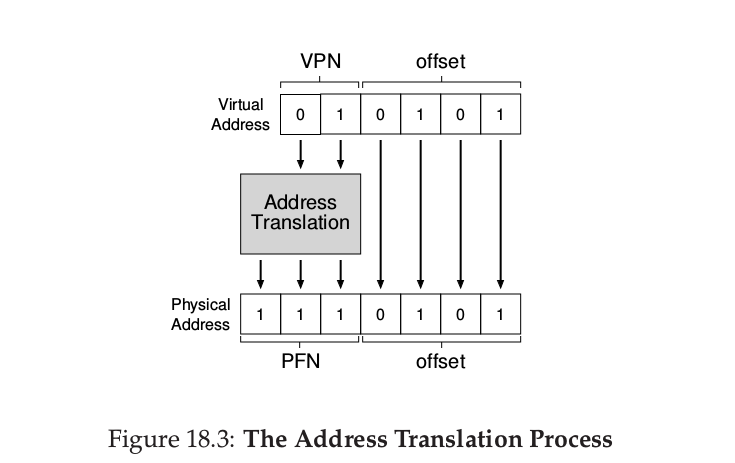 VPN offset
Virtual
Address
0 1 0 1 0 1
Address
Translation
Physical
Address
1 1 1 0 1 0 1
PFN offset
Figure 18.3: The Address Translation Process